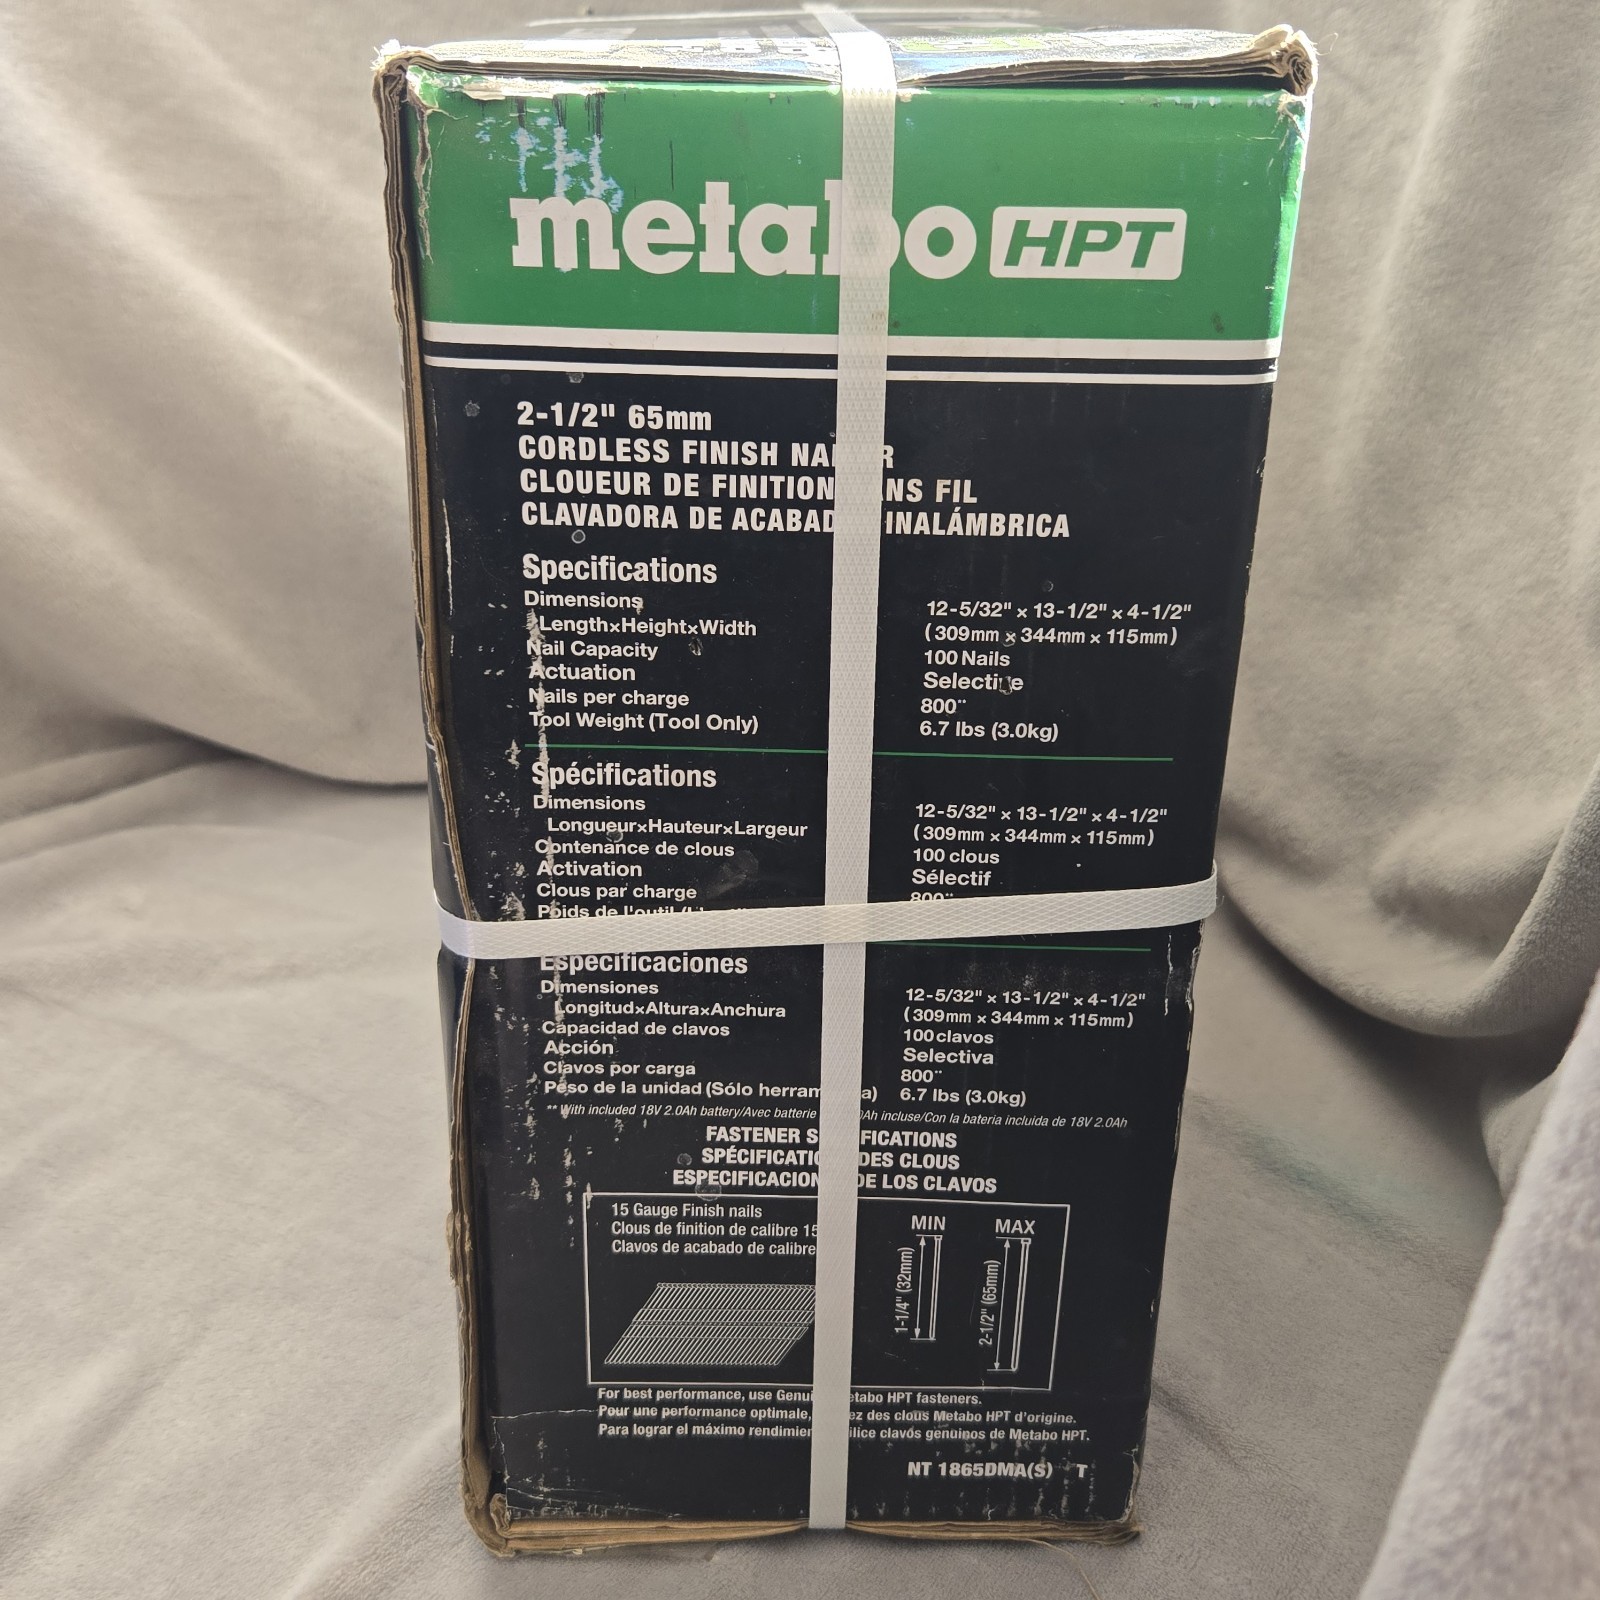 metabo HPT
2-1/2" 65mm
CORDLESS FINISH
CLOUEUR DE FINITION FIL
CLAVADORA DE INALÁMBRICA
Specifications
Dimensions
Length×Height×Width 12-5/32" × 13-1/2" × 4-1/2"
(309mm × 344mm × 115mm)
Nail Capacity 100 Nails
Actuation Selective
Nails per charge 800**
Tool Weight (Tool Only) 6.7 lbs (3.0kg)
Spécifications
Dimensions
Longueur×Hauteur×Largeur 12-5/32" × 13-1/2" × 4-1/2"
(309mm × 344mm × 115mm)
Contenance de clous 100 clous
Activation Sélectif
Clous par charge 800**
Poids de l'outil
Especificaciones
Dimensiones
Longitud×Altura×Anchura 12-5/32" × 13-1/2" × 4-1/2"
(309mm × 344mm × 115mm)
Capacidad de clavos 100 clavos
Acción Selectiva
Clavos por carga 800**
Peso de la unidad (Sólo 6.7 lbs (3.0kg)
** With included 18V 2.0Ah battery/Avec batterie incluse/Con la bateria incluida de 18V 2.0Ah
FASTENER
DES CLOUS
DE LOS CLAVOS
15 Gauge Finish nails
Clous de finition de calibre 15
Clavos de acabado de calibre
MIN
MAX
1-1/4" (32mm)
2-1/2" (65mm)
For best performance, use HPT fasteners.
Pour une performance optimale, des clous Metabo HPT d'origine.
Para lograr el máximo clavos genuinos de Metabo HPT.
NT 1865DMA(S) T